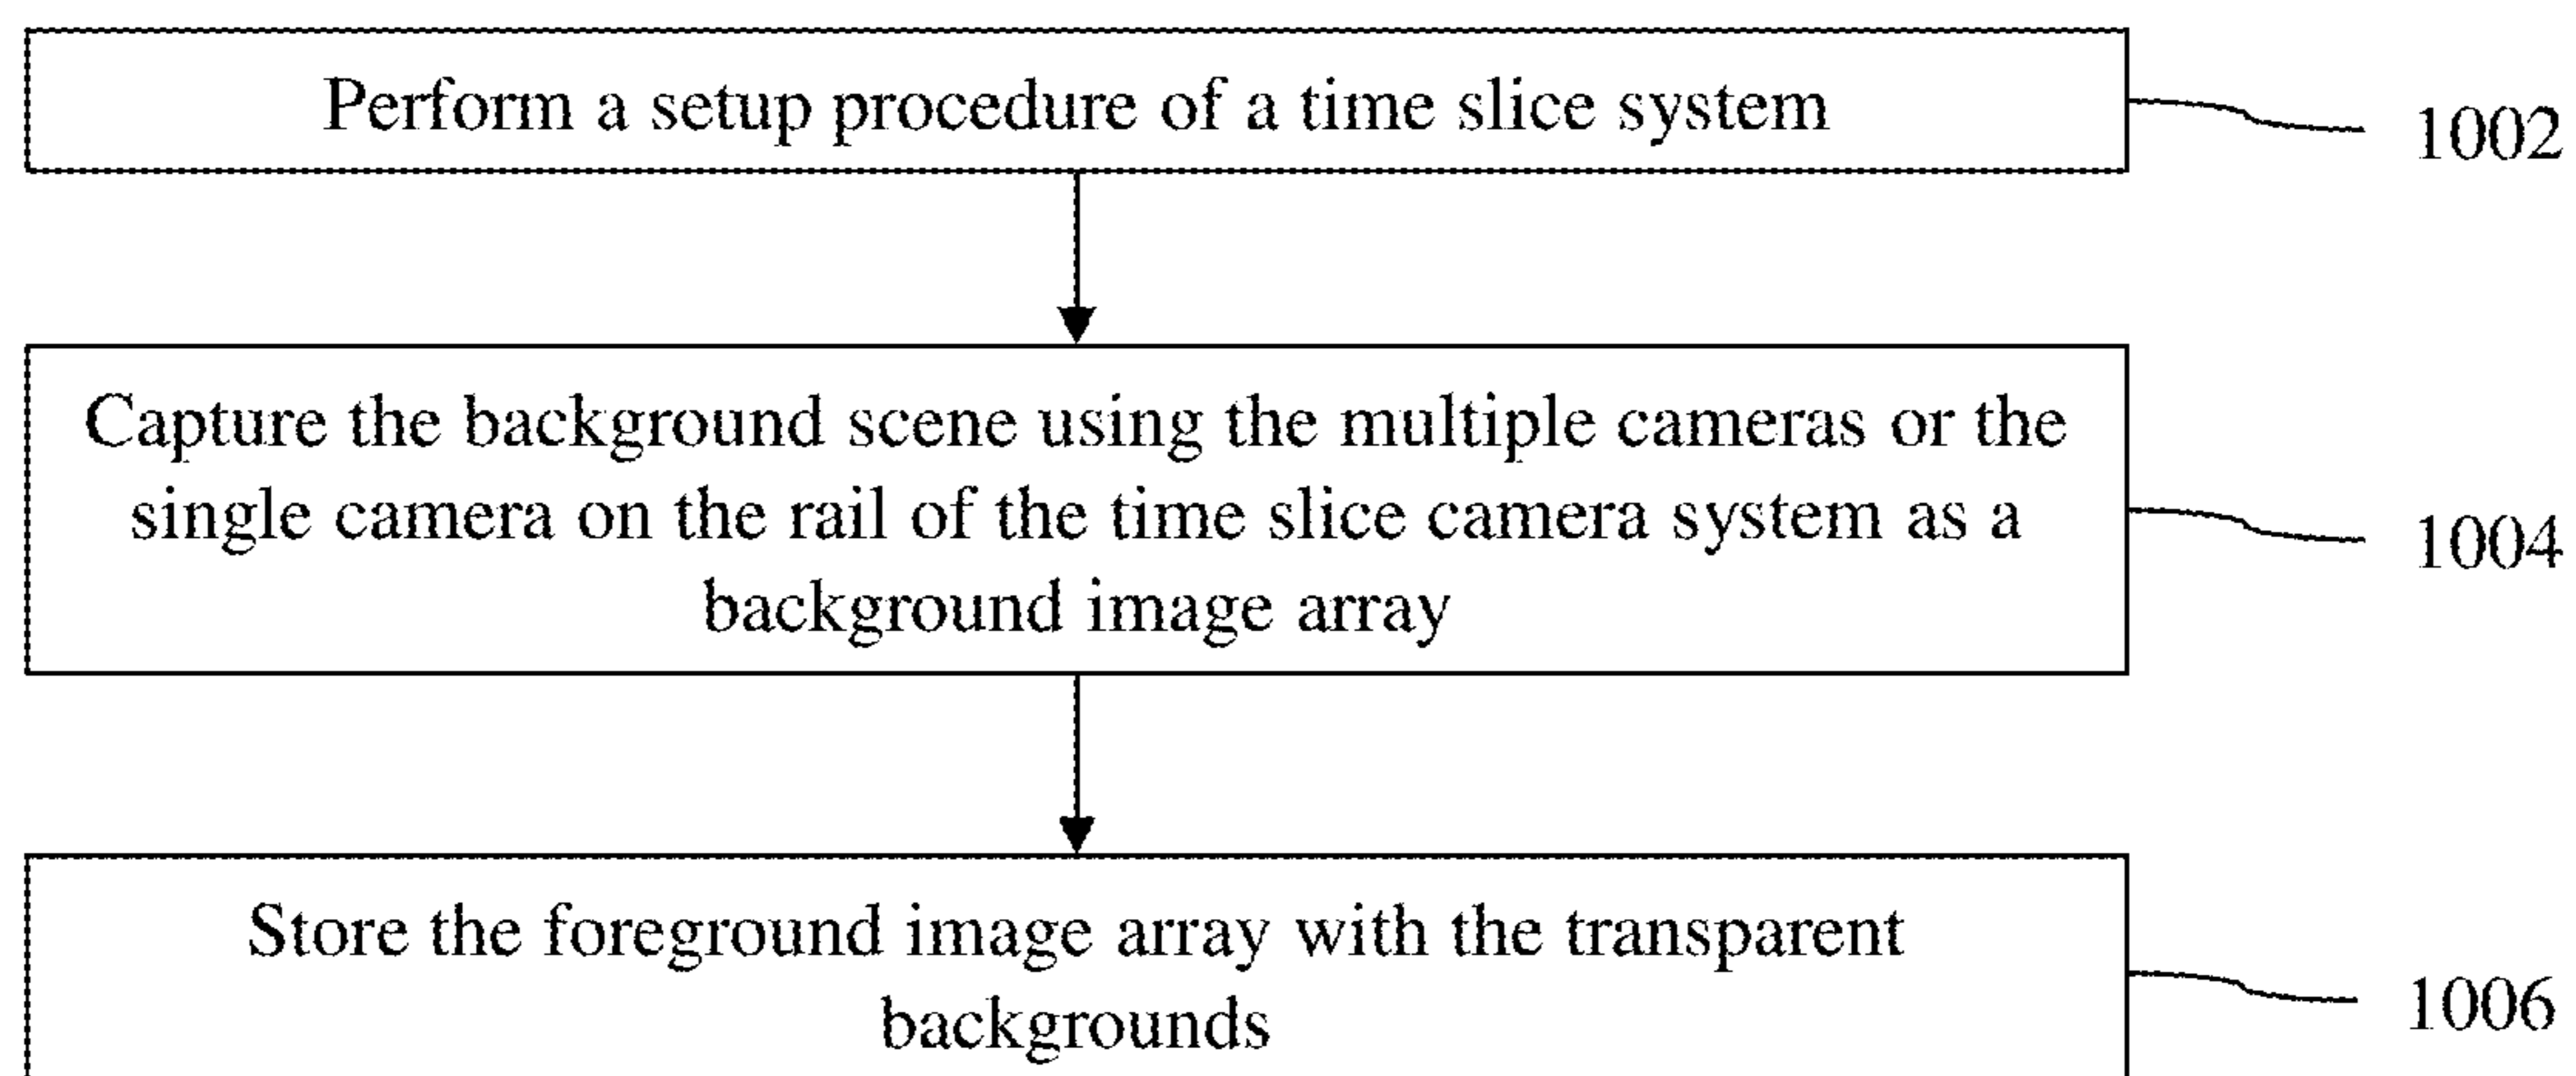 Perform a setup procedure of a time slice system
1002
Capture the background scene using the multiple cameras or the
single camera on the rail of the time slice camera system as a
background image array
1004
Store the foreground image array with the transparent
backgrounds
1006